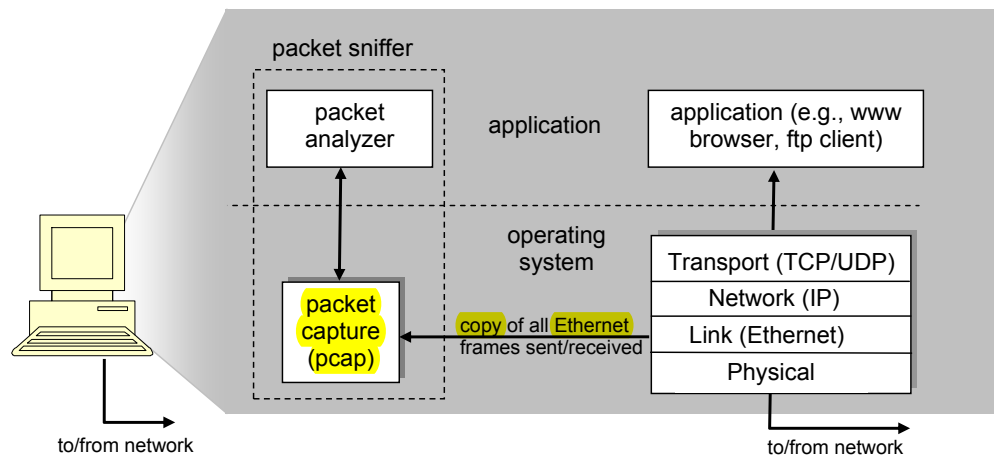 packet sniffer
packet
analyzer
application
application (e.g., www
browser, ftp client)
operating
system
packet
capture
(pcap)
copy of all Ethernet
frames sent/received
Transport (TCP/UDP)
Network (IP)
Link (Ethernet)
Physical
to/from network
to/from network